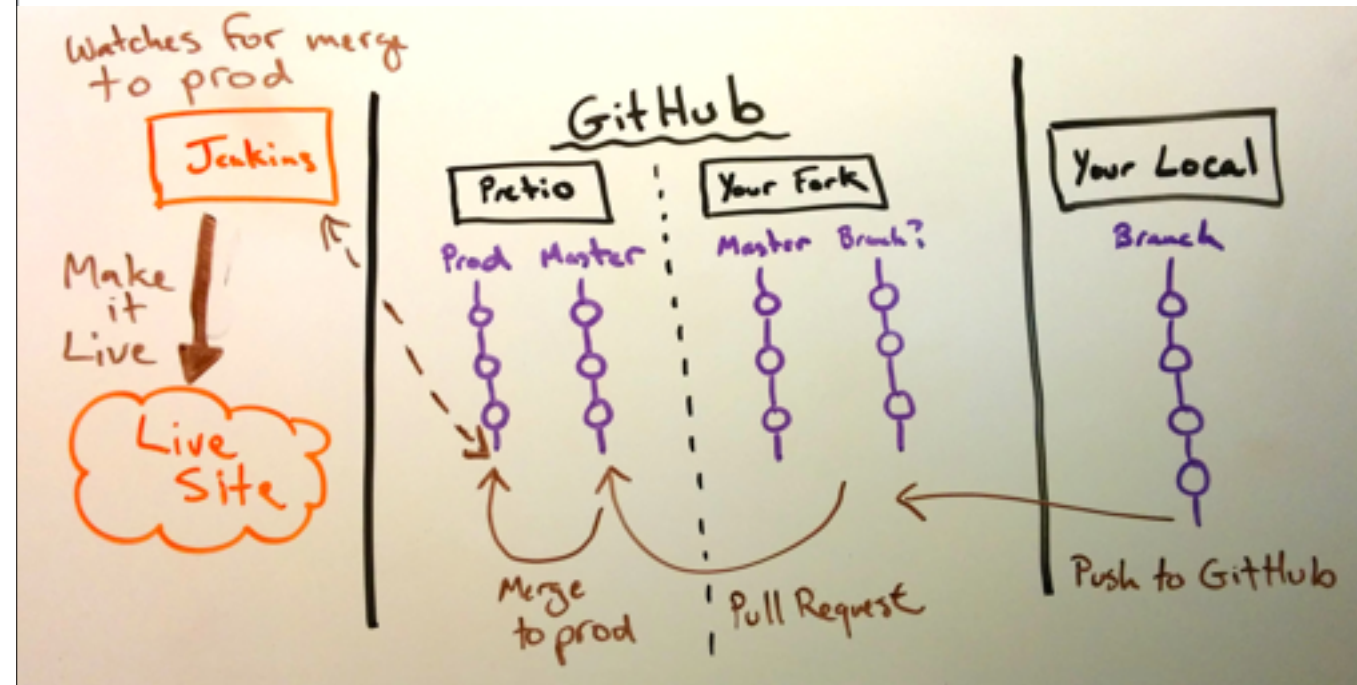 Watches for merge
to prod
Jenkins
Make
it
Live
Live
Site
GitHub
Pretio
Your Fork
Prod
Master
Master
Branch?
Merge
to prod
Pull Request
Your Local
Branch
Push to GitHub